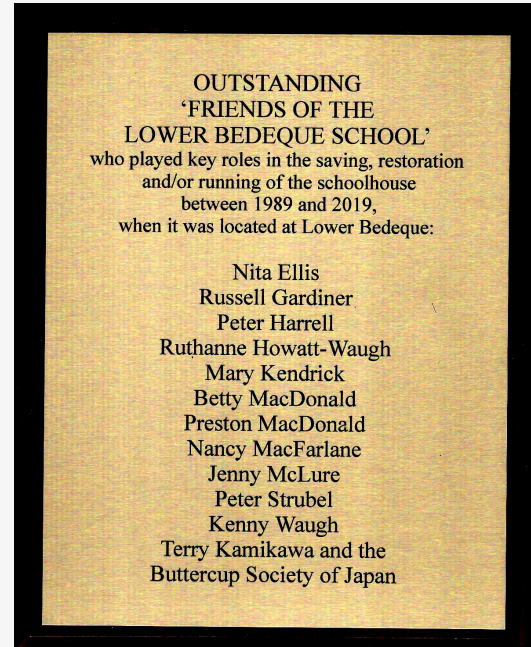 OUTSTANDING
‘FRIENDS OF THE
LOWER BEDEQUE SCHOOL’
who played key roles in the saving, restoration
and/or running of the schoolhouse
between 1989 and 2019,
when it was located at Lower Bedeque:
Nita Ellis
Russell Gardiner
Peter Harrell
Ruthanne Howatt-Waugh
Mary Kendrick
Betty MacDonald
Preston MacDonald
Nancy MacFarlane
Jenny McLure
Peter Strubel
Kenny Waugh
Terry Kamikawa and the
Buttercup Society of Japan